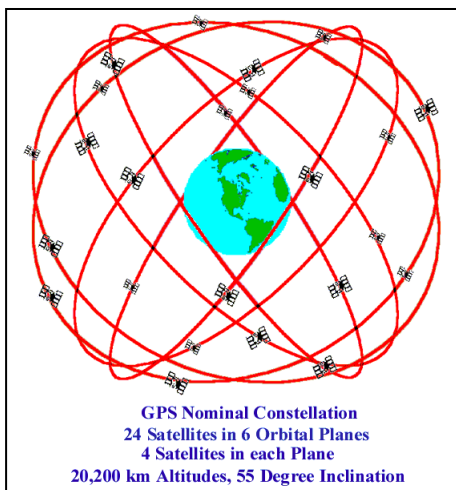 GPS Nominal Constellation
24 Satellites in 6 Orbital Planes
4 Satellites in each Plane
20,200 km Altitudes, 55 Degree Inclination